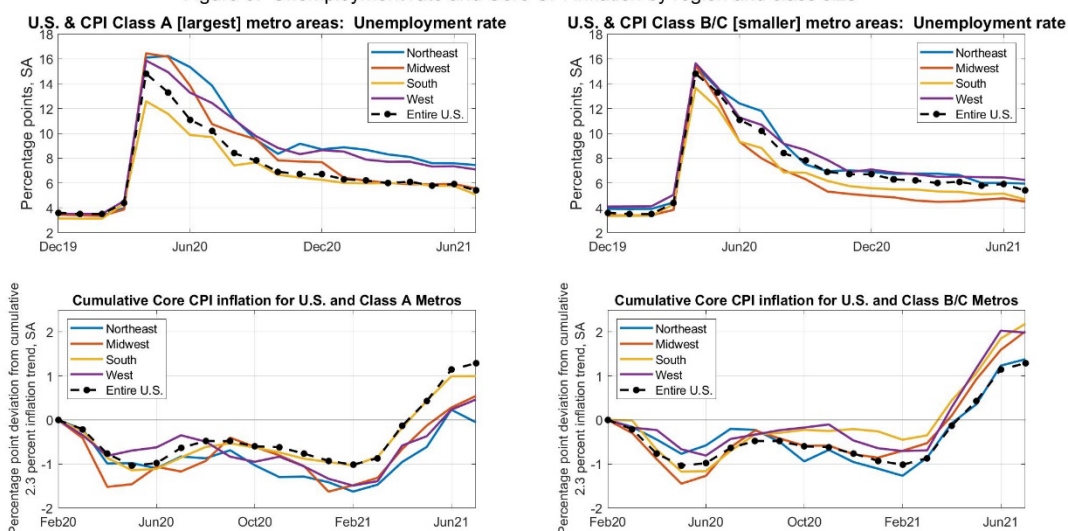 U.S. & CPI Class A [largest] metro areas: Unemployment rate
Percentage points, SA
18
16
14
12
10
8
6
4
2
Dec19
Jun20
Dec20
Jun21
Northeast
Midwest
South
West
Entire U.S.
U.S. & CPI Class B/C [smaller] metro areas: Unemployment rate
Percentage points, SA
18
16
14
12
10
8
6
4
2
Dec19
Jun20
Dec20
Jun21
Northeast
Midwest
South
West
Entire U.S.
Cumulative Core CPI inflation for U.S. and Class A Metros
Percentage point deviation from cumulative
2.3 percent inflation trend, SA
2
1
0
-1
-2
Feb20
Jun20
Oct20
Feb21
Jun21
Northeast
Midwest
South
West
Entire U.S.
Cumulative Core CPI inflation for U.S. and Class B/C Metros
Percentage point deviation from cumulative
2.3 percent inflation trend, SA
2
1
0
-1
-2
Feb20
Jun20
Oct20
Feb21
Jun21
Northeast
Midwest
South
West
Entire U.S.